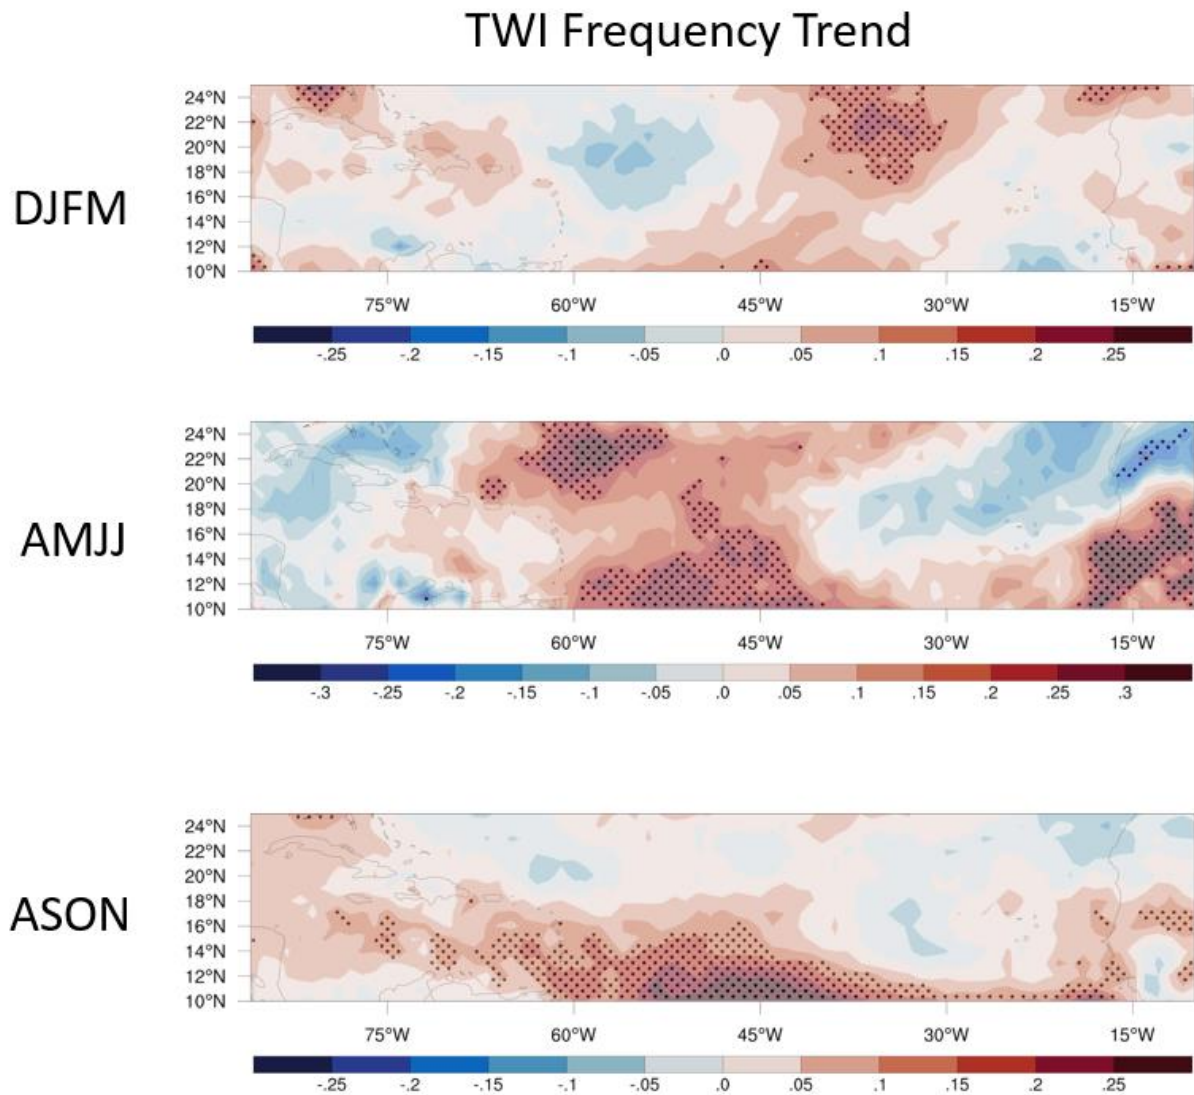 TWI Frequency Trend
DJFM
24°N
22°N
20°N
18°N
16°N
14°N
12°N
10°N
75°W 60°W 45°W 30°W 15°W
-.25 -.2 -.15 -.1 -.05 .0 .05 .1 .15 .2 .25
AMJJ
24°N
22°N
20°N
18°N
16°N
14°N
12°N
10°N
75°W 60°W 45°W 30°W 15°W
-.3 -.25 -.2 -.15 -.1 -.05 .0 .05 .1 .15 .2 .25 .3
ASON
24°N
22°N
20°N
18°N
16°N
14°N
12°N
10°N
75°W 60°W 45°W 30°W 15°W
-.25 -.2 -.15 -.1 -.05 .0 .05 .1 .15 .2 .25